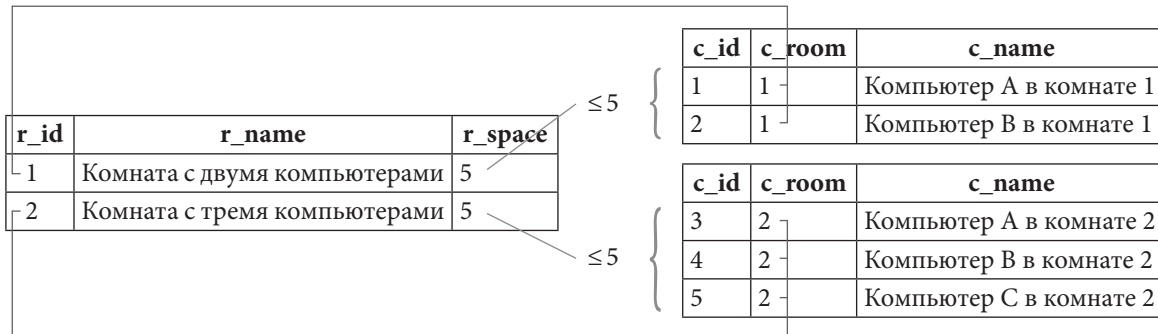 c_id c_room c_name
1 1 Компьютер A в комнате 1
2 1 Компьютер B в комнате 1
≤ 5
r_id r_name r_space
1 Комната с двумя компьютерами 5
2 Комната с тремя компьютерами 5
c_id c_room c_name
3 2 Компьютер A в комнате 2
4 2 Компьютер B в комнате 2
5 2 Компьютер C в комнате 2
≤ 5